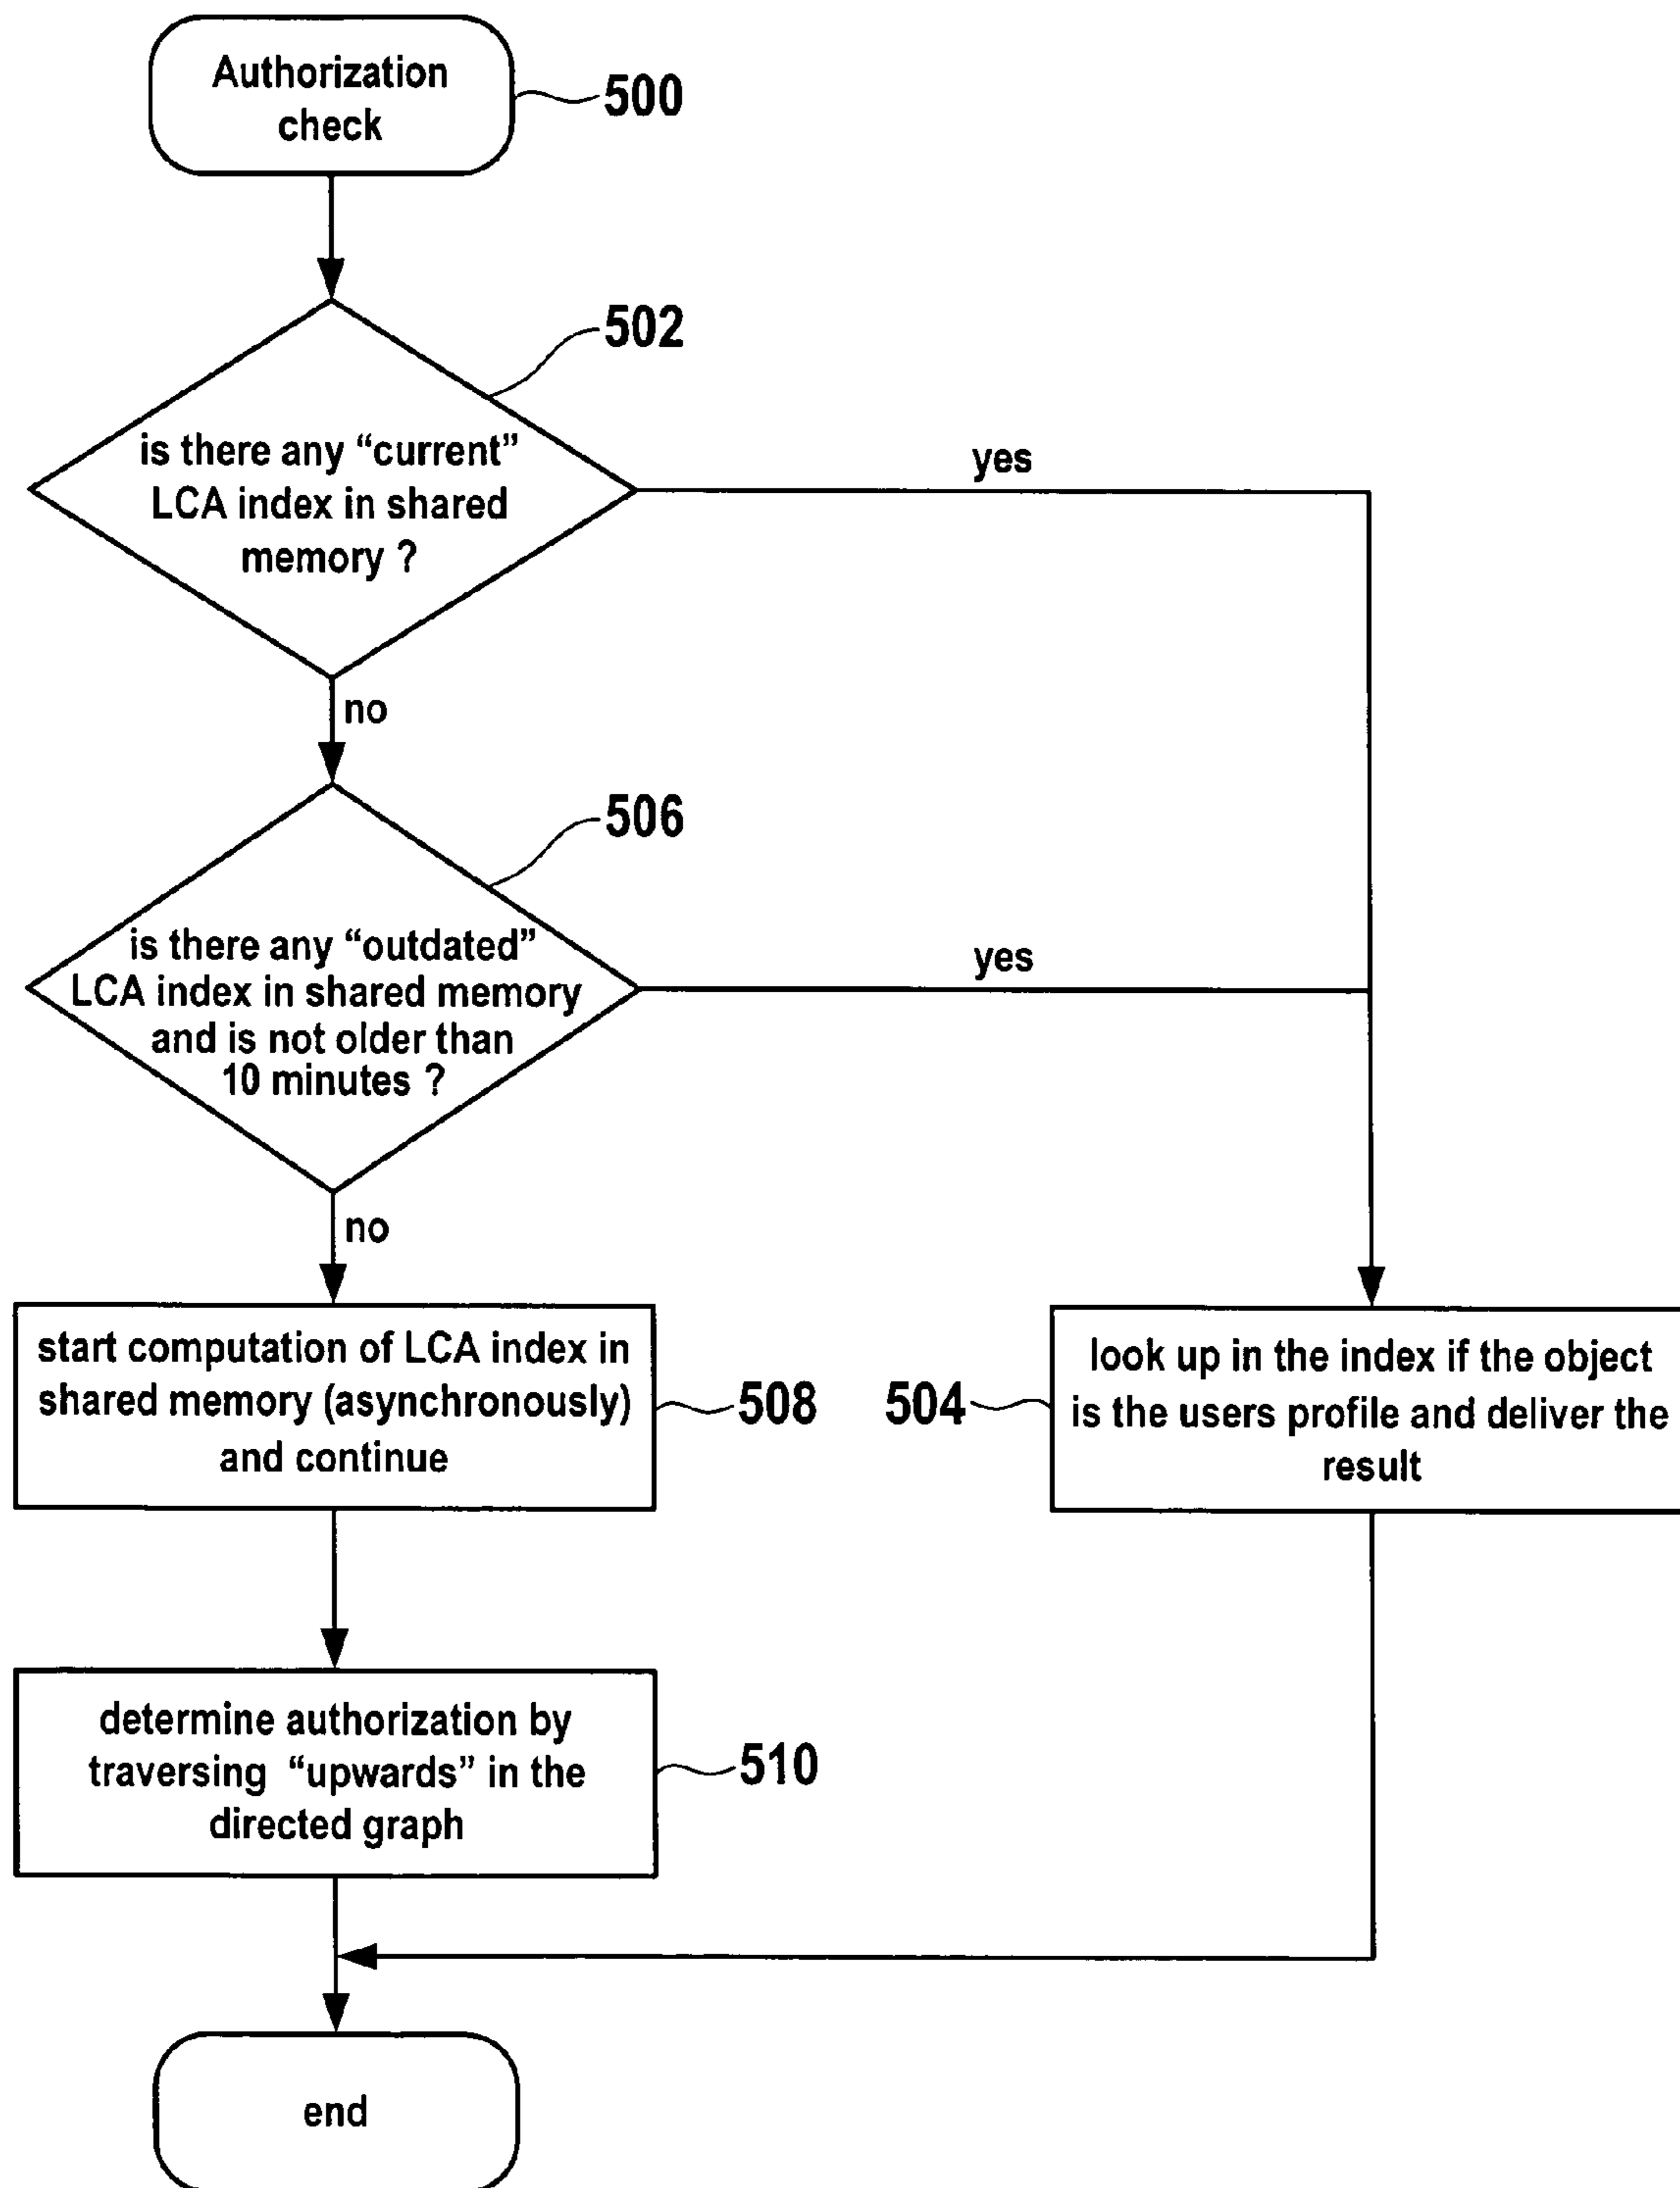 Authorization
check
500
502
is there any “current”
LCA index in shared
memory ?
yes
no
506
is there any “outdated”
LCA index in shared memory
and is not older than
10 minutes ?
yes
no
start computation of LCA index in
shared memory (asynchronously)
and continue
508
504
look up in the index if the object
is the users profile and deliver the
result
determine authorization by
traversing “upwards” in the
directed graph
510
end